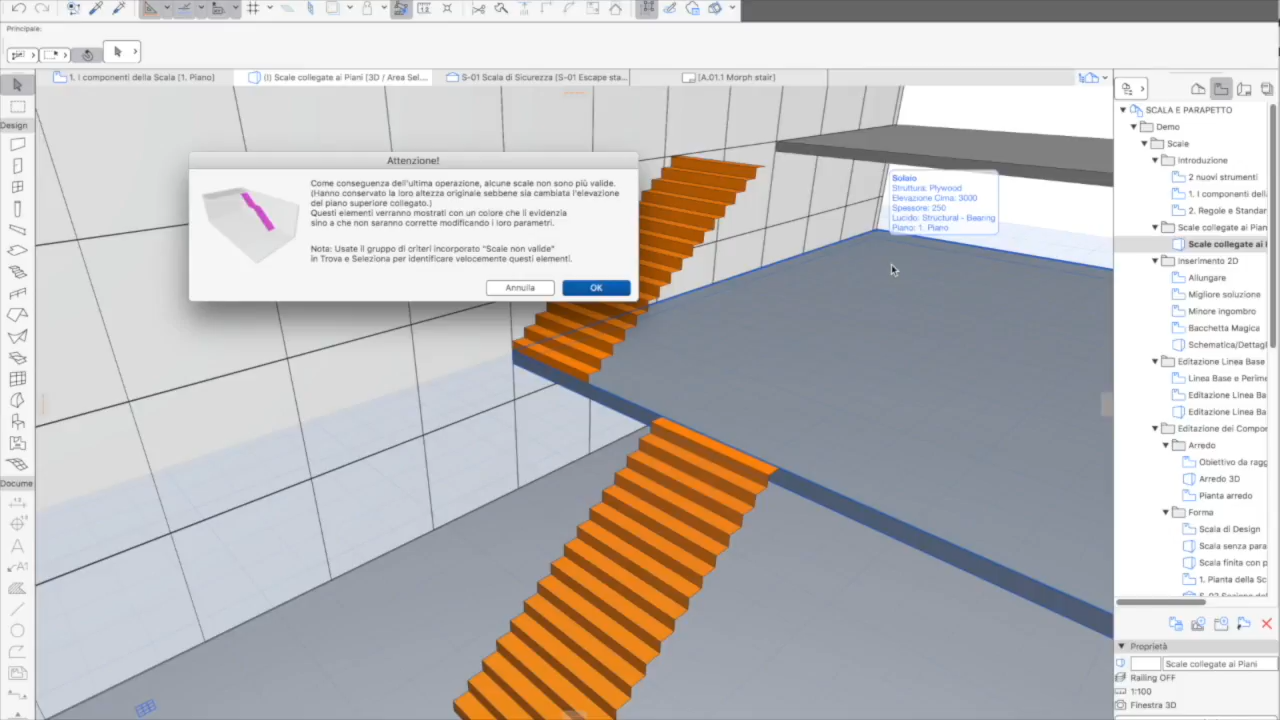 Principale:
1. I componenti della Scala [1. Piano]
(I) Scale collegate ai Piani [3D / Area Sel...
S-01 Scala di Sicurezza [S-01 Escape sta...
[A.01.1 Morph stair]
Design
Docume
Attenzione!
Come conseguenza dell'ultima operazione, alcune scale non sono più valide.
(Hanno conservato la loro altezza originale sebbene sia cambiata l'elevazione
del piano superiore collegato.)
Questi elementi verranno mostrati con un colore che li evidenzia
sino a che non saranno corrette modificando i loro parametri.
Nota: Usate il gruppo di criteri incorporato "Scale non valide"
in Trova e Seleziona per identificare velocemente questi elementi.
Annulla
OK
Solaio
Struttura: Plywood
Elevazione Cima: 3000
Spessore: 250
Lucido: Structural - Bearing
Piano: 1. Piano
SCALA E PARAPETTO
Demo
Scale
Introduzione
2 nuovi strumenti
1. I componenti dell
2. Regole e Standar
Scale collegate ai Pian
Scale collegate ai
Inserimento 2D
Allungare
Migliore soluzione
Minore ingombro
Bacchetta Magica
Schematica/Dettagl
Editazione Linea Base
Linea Base e Perime
Editazione Linea Ba
Editazione Linea Ba
Editazione dei Compor
Arredo
Obiettivo da ragg
Arredo 3D
Pianta arredo
Forma
Scala di Design
Scala senza para
Scala finita con p
1. Pianta della Sc
Proprietà
Scale collegate ai Piani
Railing OFF
1:100
Finestra 3D